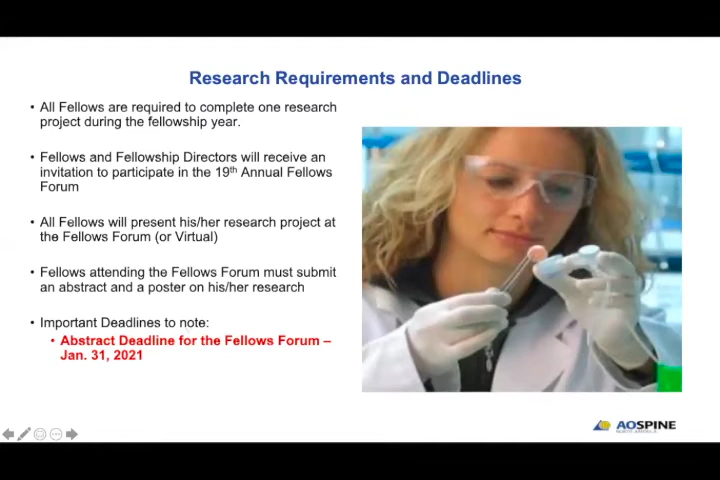 Research Requirements and Deadlines
• All Fellows are required to complete one research
project during the fellowship year.
• Fellows and Fellowship Directors will receive an
invitation to participate in the 19th Annual Fellows
Forum
• All Fellows will present his/her research project at
the Fellows Forum (or Virtual)
• Fellows attending the Fellows Forum must submit
an abstract and a poster on his/her research
• Important Deadlines to note:
• Abstract Deadline for the Fellows Forum –
Jan. 31, 2021
AOSPINE
NORTH AMERICA